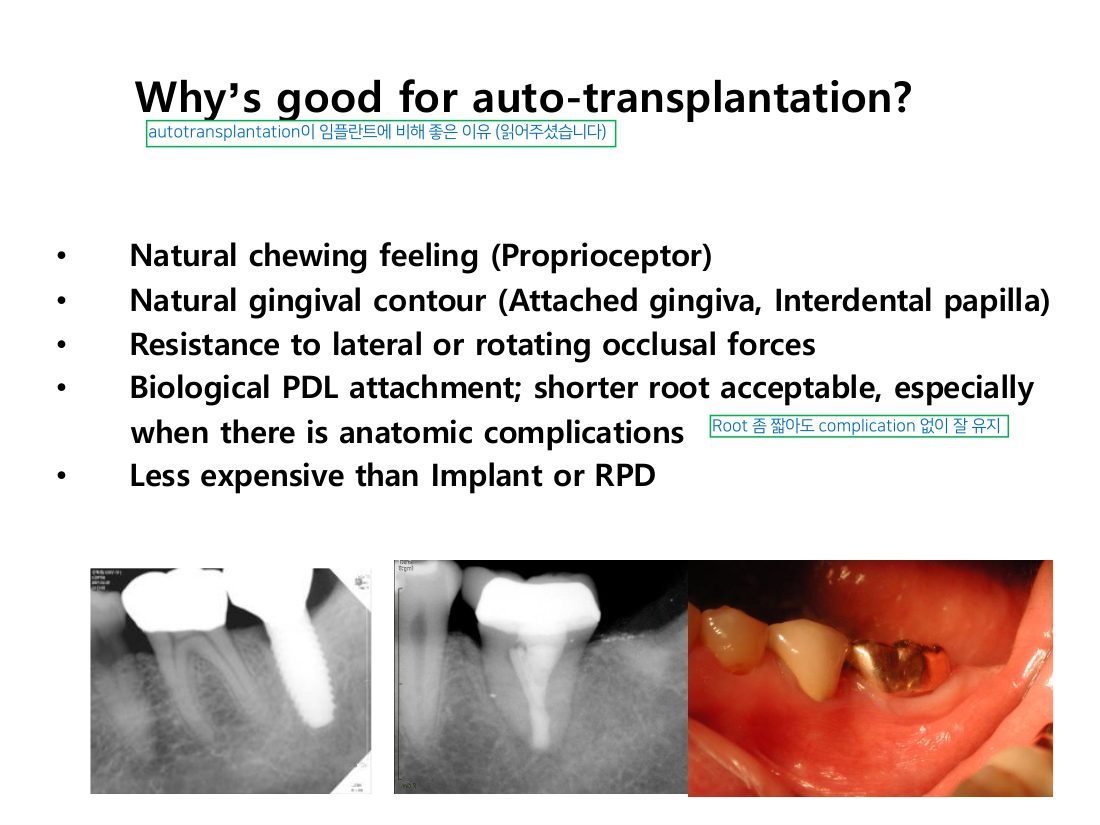 Why’s good for auto-transplantation?
autotransplantation이 임플란트에 비해 좋은 이유 (읽어주셨습니다)
• Natural chewing feeling (Proprioceptor)
• Natural gingival contour (Attached gingiva, Interdental papilla)
• Resistance to lateral or rotating occlusal forces
• Biological PDL attachment; shorter root acceptable, especially
when there is anatomic complications
Root 좀 짧아도 complication 없이 잘 유지
• Less expensive than Implant or RPD